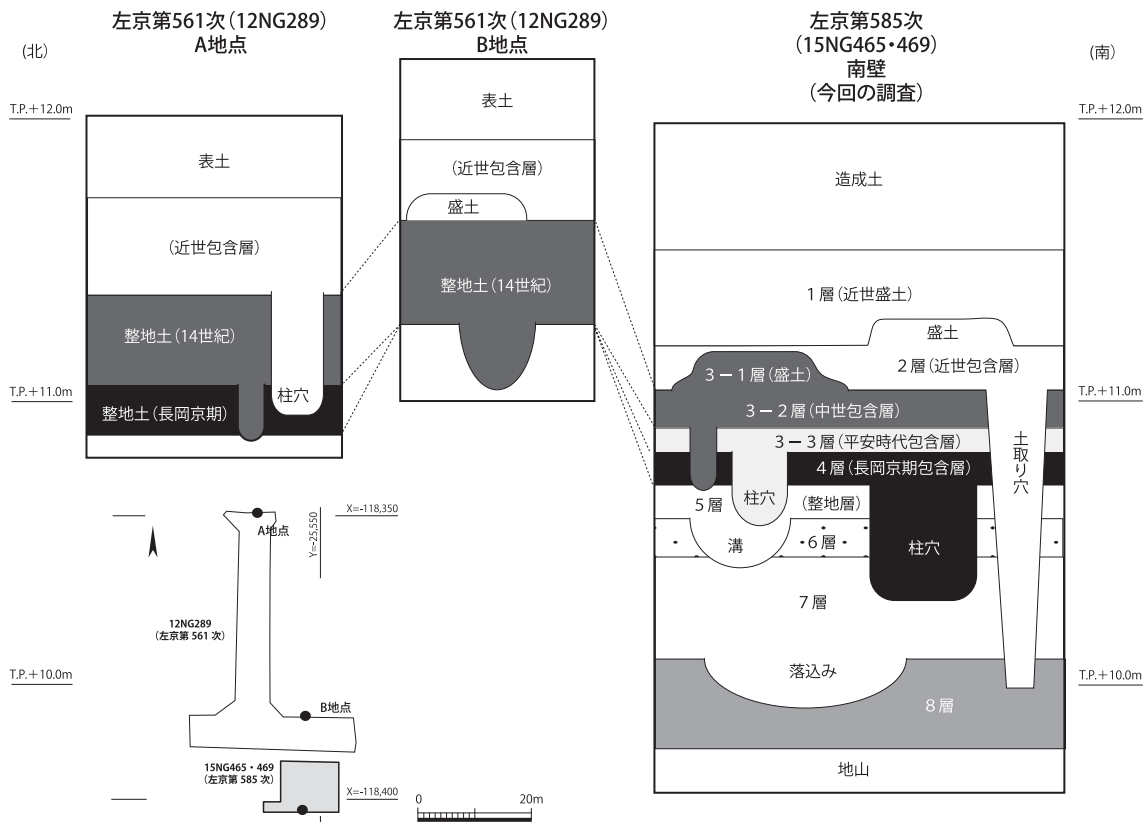 左京第561次（12NG289）
A地点
左京第561次（12NG289）
B地点
左京第585次
（15NG465・469）
南壁
（今回の調査）
（北）
（南）
T.P.＋12.0m
T.P.＋11.0m
T.P.＋10.0m
表土
（近世包含層）
整地土（14世紀）
柱穴
整地土（長岡京期）
表土
（近世包含層）
盛土
整地土（14世紀）
T.P.＋12.0m
T.P.＋11.0m
T.P.＋10.0m
造成土
1層（近世盛土）
盛土
2層（近世包含層）
3－1層（盛土）
3－2層（中世包含層）
3－3層（平安時代包含層）
4層（長岡京期包含層）
土取り穴
5層
柱穴
（整地層）
溝
6層
柱穴
7層
落込み
8層
地山
X=-118,350
A地点
Y=-25,550
12NG289
（左京第561次）
B地点
15NG465・469
（左京第585次）
X=-118,400
0
20m